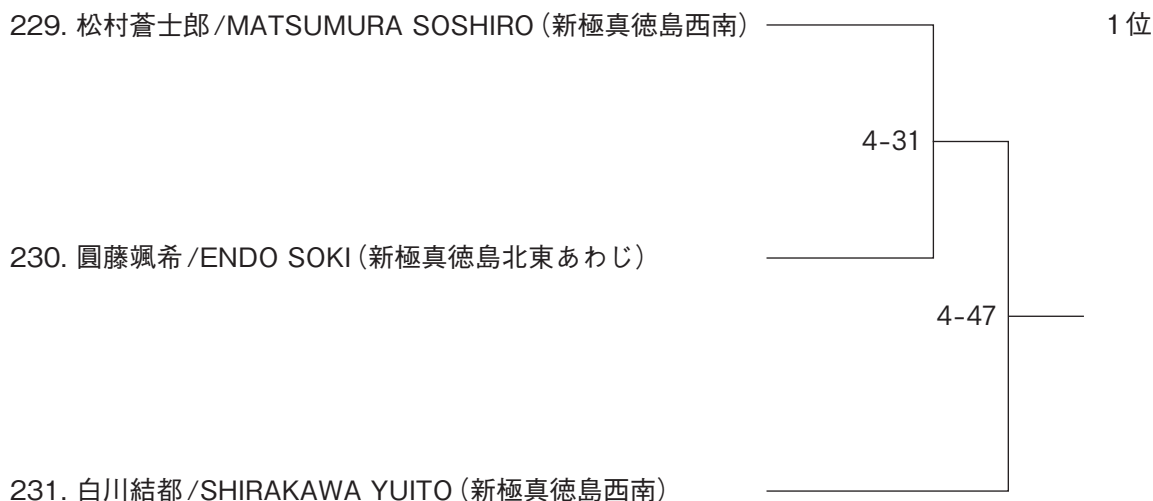 229. 松村蒼士郎/MATSUMURA SOSHIRO（新極真徳島西南）
1位
4-31
230. 圓藤颯希/ENDO SOKI（新極真徳島北東あわじ）
4-47
231. 白川結都/SHIRAKAWA YUITO（新極真徳島西南）